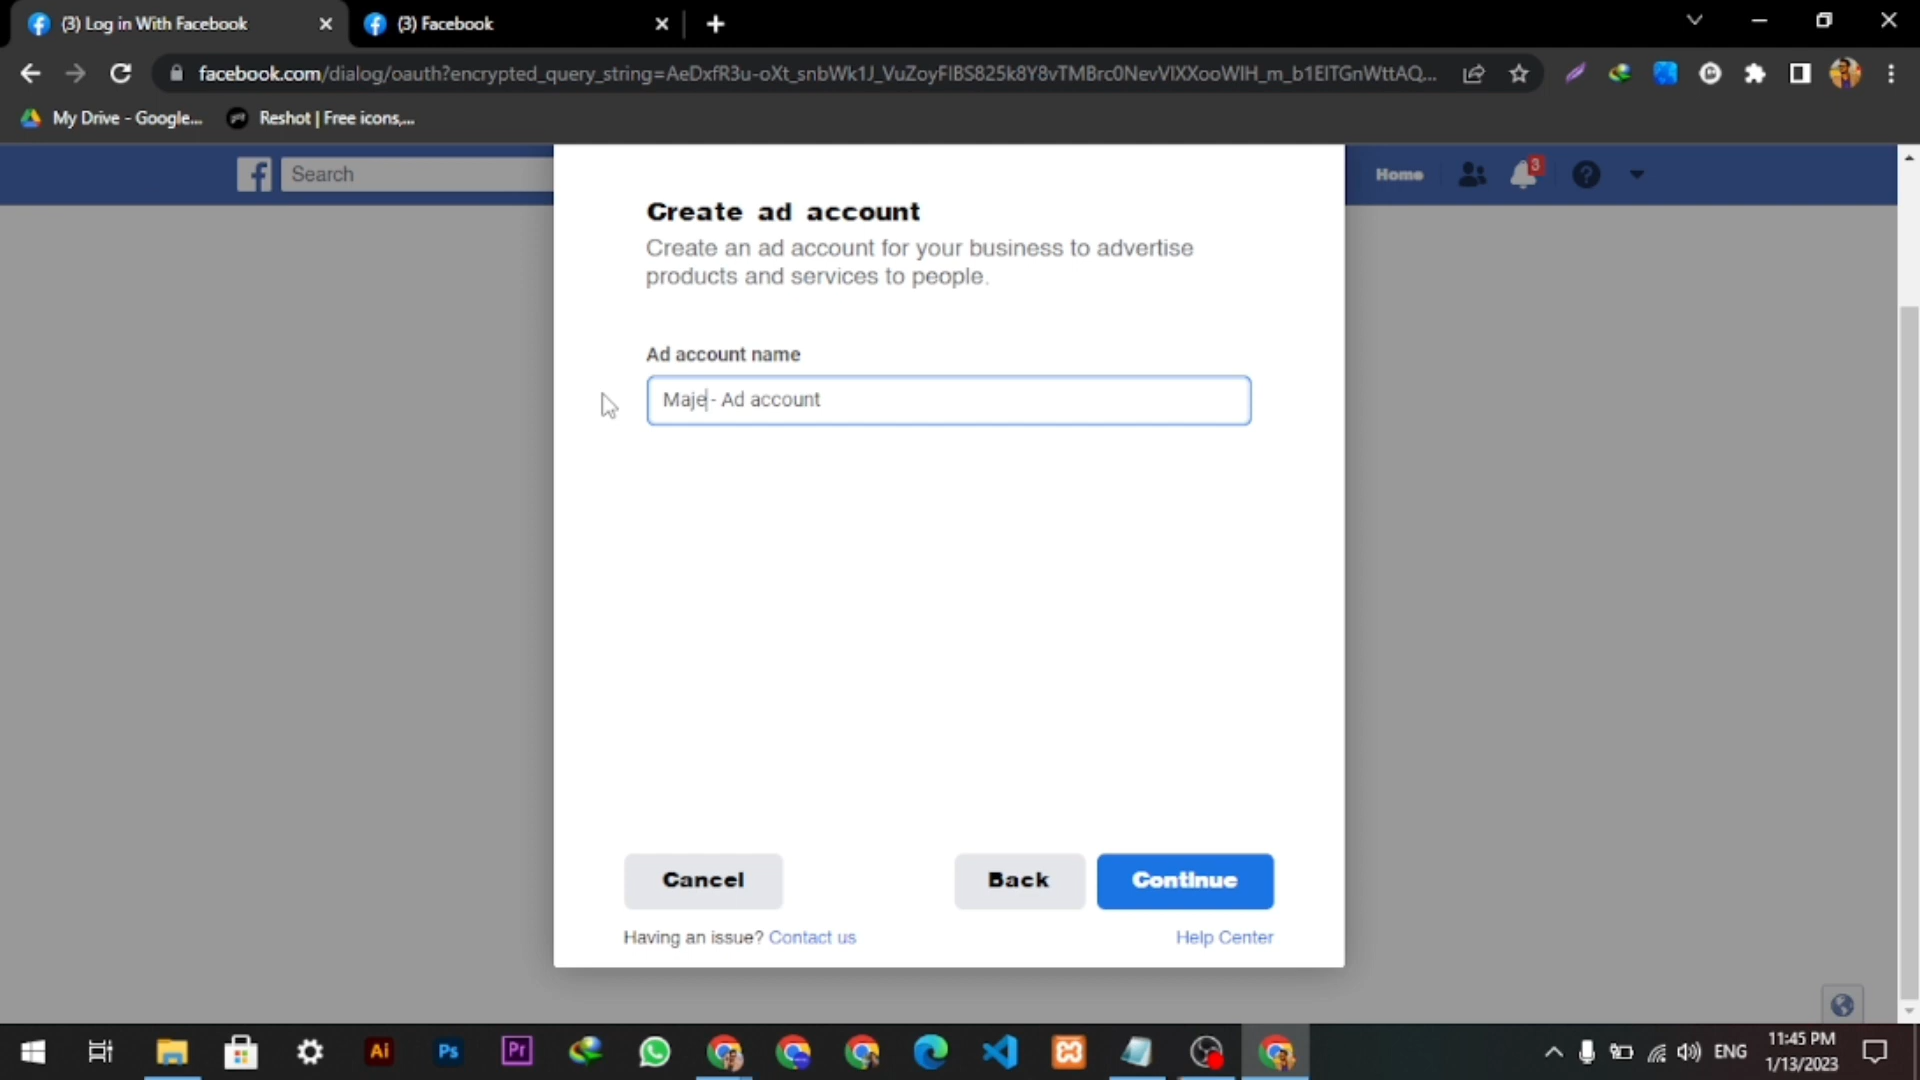 (3) Log in With Facebook
(3) Facebook
facebook.com/dialog/oauth?encrypted_query_string=AeDxfR3u-oXt_snbWk1J_VuZoyFIBS825k8Y8vTMBrc0NevVIXXooWIH_m_b1EITGnWttAQ...
My Drive - Google...
Reshot | Free icons,...
Search
Home
3
Create ad account
Create an ad account for your business to advertise
products and services to people.
Ad account name
Maje - Ad account
Cancel
Back
Continue
Having an issue? Contact us
Help Center
Ai
Ps
Pr
ENG
11:45 PM
1/13/2023